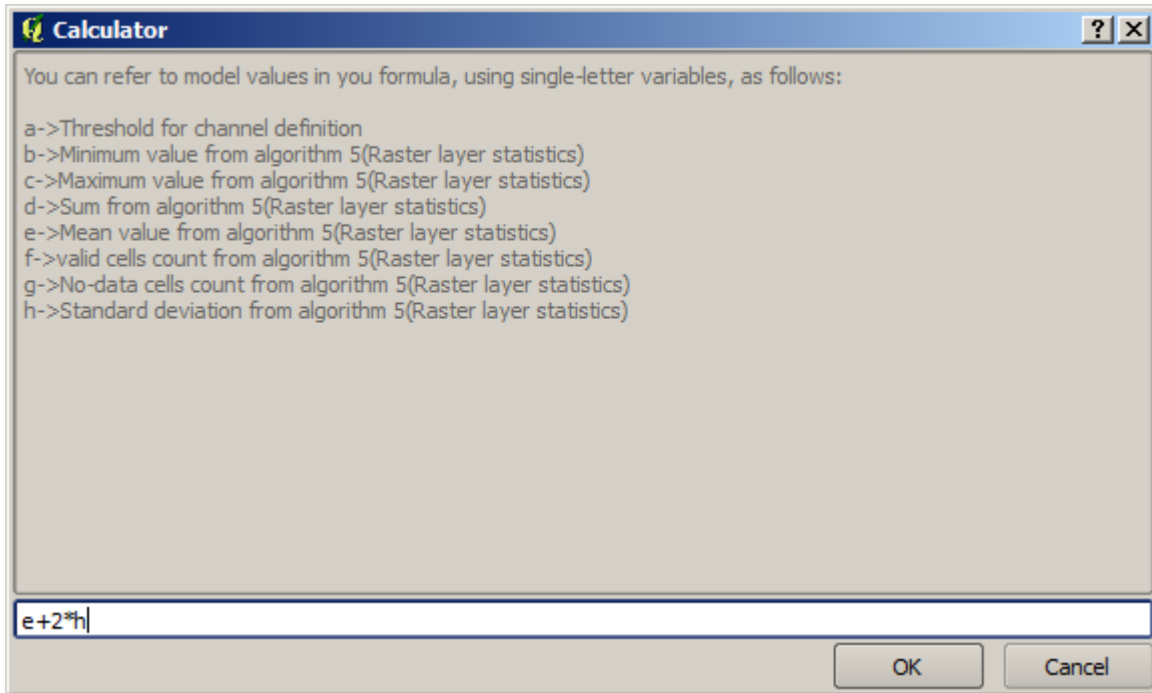 Calculator
You can refer to model values in you formula, using single-letter variables, as follows:
a->Threshold for channel definition
b->Minimum value from algorithm 5(Raster layer statistics)
c->Maximum value from algorithm 5(Raster layer statistics)
d->Sum from algorithm 5(Raster layer statistics)
e->Mean value from algorithm 5(Raster layer statistics)
f->valid cells count from algorithm 5(Raster layer statistics)
g->No-data cells count from algorithm 5(Raster layer statistics)
h->Standard deviation from algorithm 5(Raster layer statistics)
e+2*h
OK Cancel